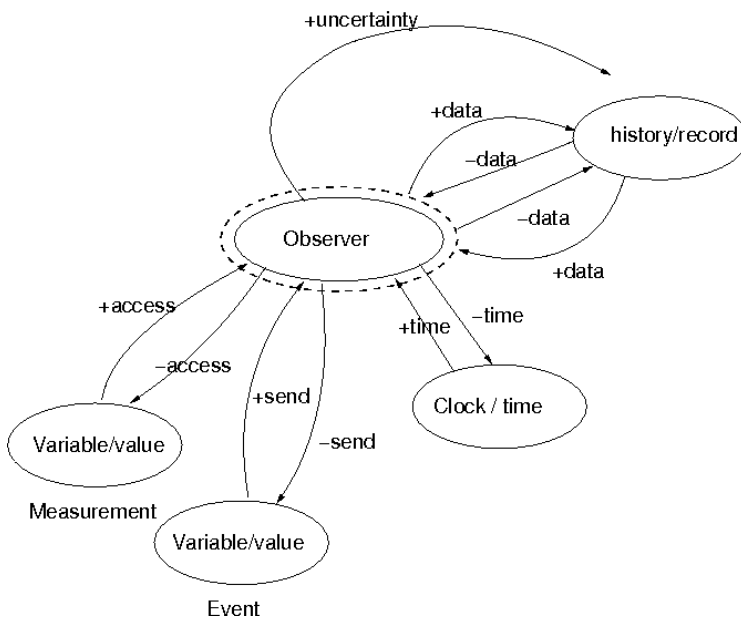 +uncertainty
+data
history/record
−data
−data
Observer
+data
+access
+time
−time
−access
+send
Clock / time
−send
Variable/value
Measurement
Variable/value
Event